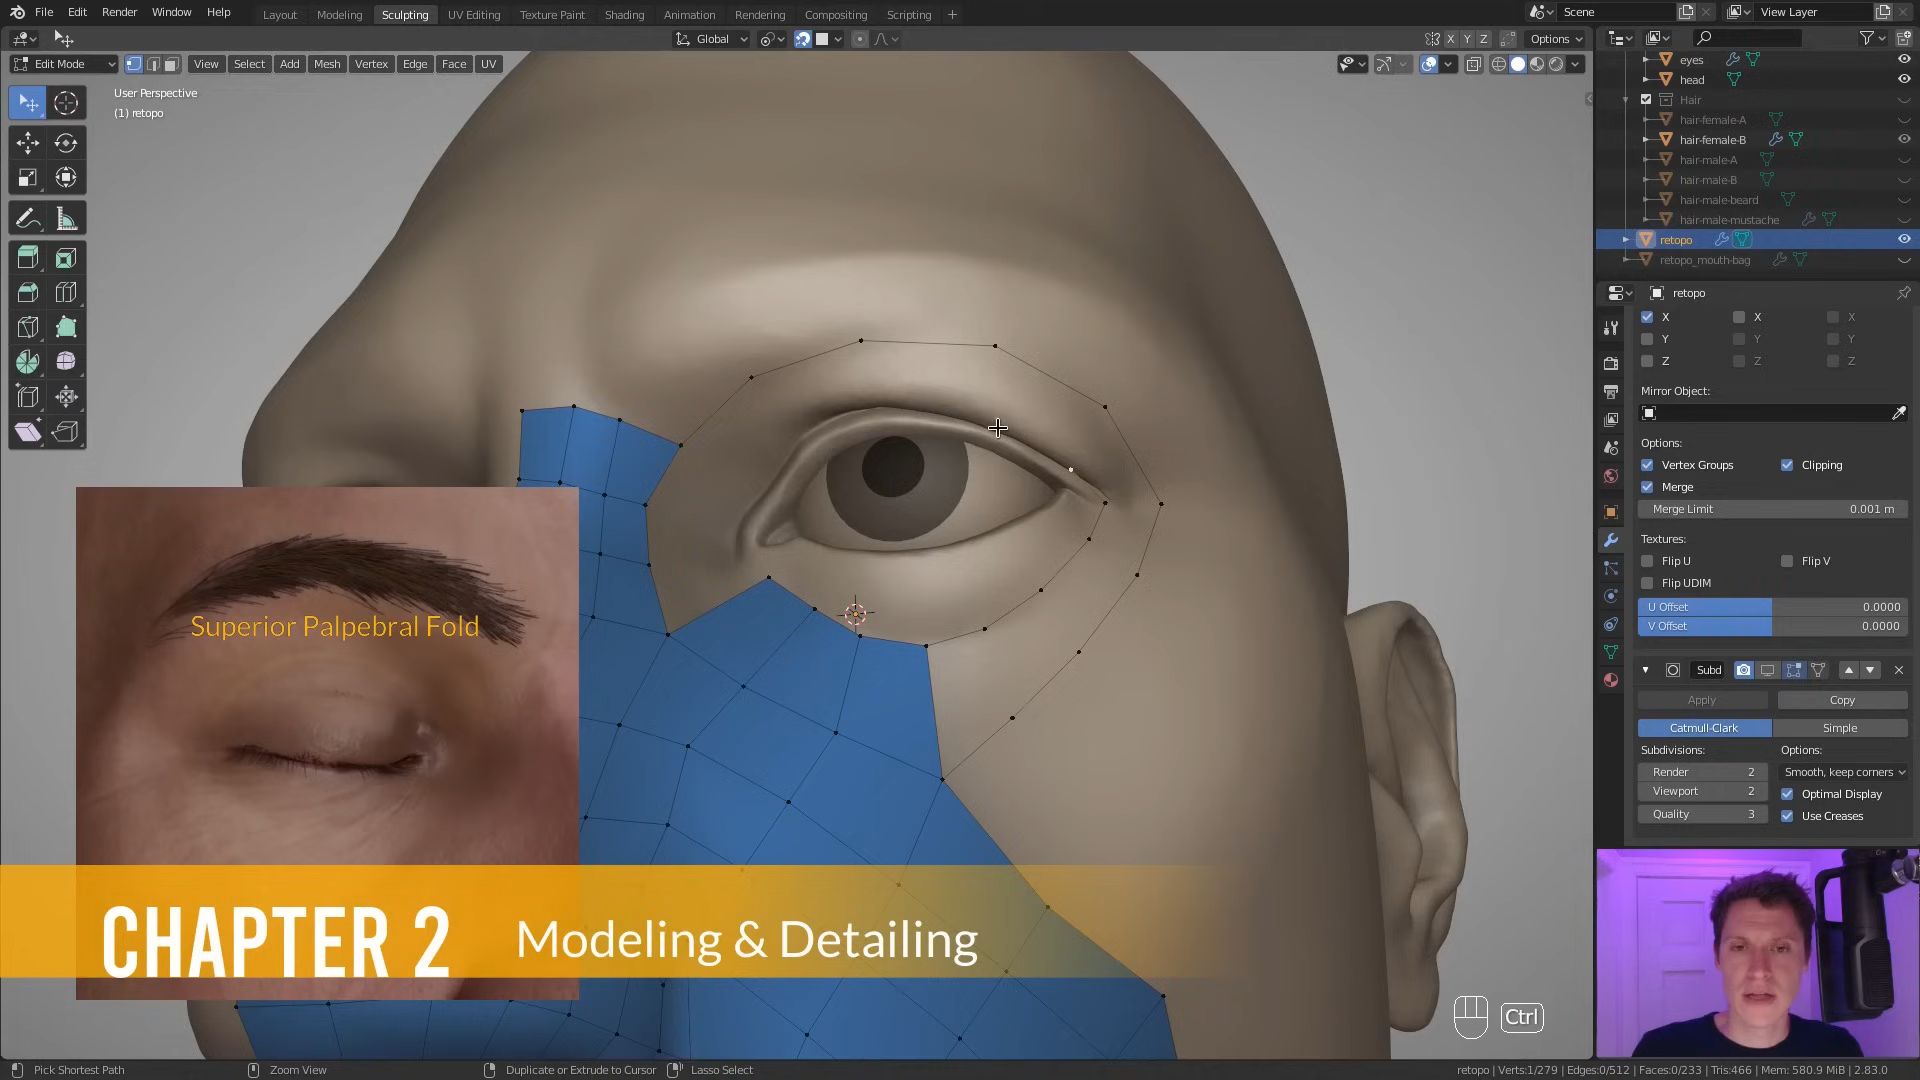 File Edit Render Window Help
Layout Modeling Sculpting UV Editing Texture Paint Shading Animation Rendering Compositing Scripting +
Scene
View Layer
Global
X Y Z Options
Edit Mode
View Select Add Mesh Vertex Edge Face UV
User Perspective
(1) retopo
eyes
head
Hair
hair-female-A
hair-female-B
hair-male-A
hair-male-B
hair-male-beard
hair-male-mustache
retopo
retopo_mouth-bag
retopo
X X X
Y Y Y
Z Z Z
Mirror Object:
Options:
Vertex Groups Clipping
Merge
Merge Limit 0.001 m
Textures:
Flip U Flip V
Flip UDIM
U Offset 0.0000
V Offset 0.0000
Subd
Apply Copy
Catmull-Clark Simple
Subdivisions: Options:
Render 2 Smooth, keep corners
Viewport 2 Optimal Display
Quality 3 Use Creases
Superior Palpebral Fold
CHAPTER 2 Modeling & Detailing
Ctrl
Pick Shortest Path Zoom View Duplicate or Extrude to Cursor Lasso Select
retopo | Verts:1/279 | Edges:0/512 | Faces:0/233 | Tris:466 | Mem: 580.9 MiB | 2.83.0